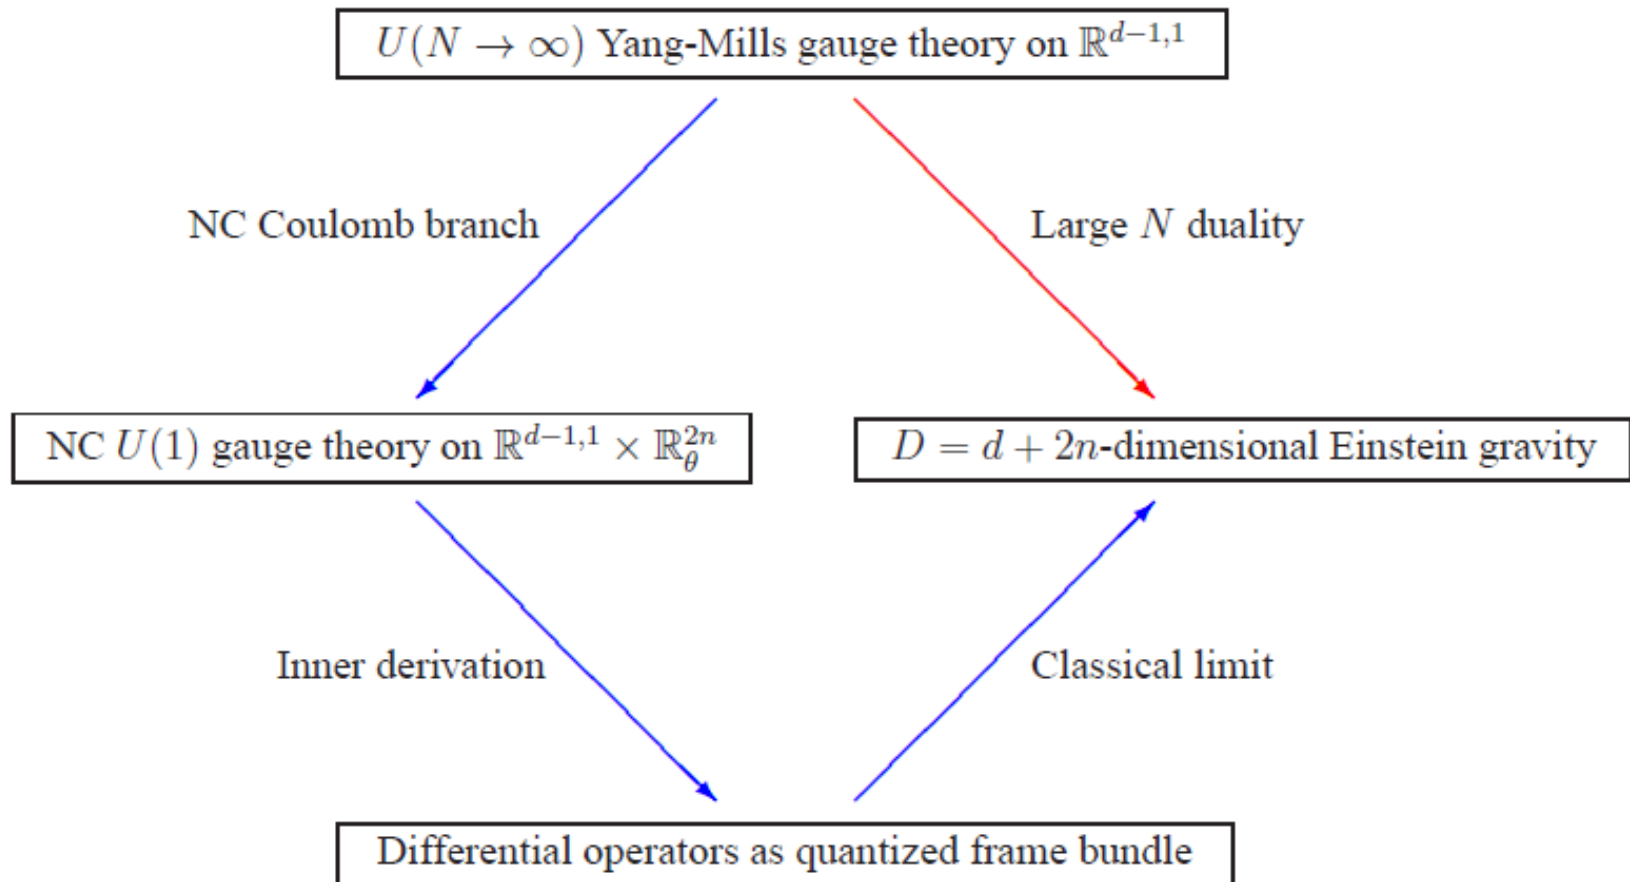 U(N → ∞) Yang-Mills gauge theory on ℝ^{d−1,1}
NC Coulomb branch
Large N duality
NC U(1) gauge theory on ℝ^{d−1,1} × ℝ_θ^{2n}
D = d + 2n-dimensional Einstein gravity
Inner derivation
Classical limit
Differential operators as quantized frame bundle